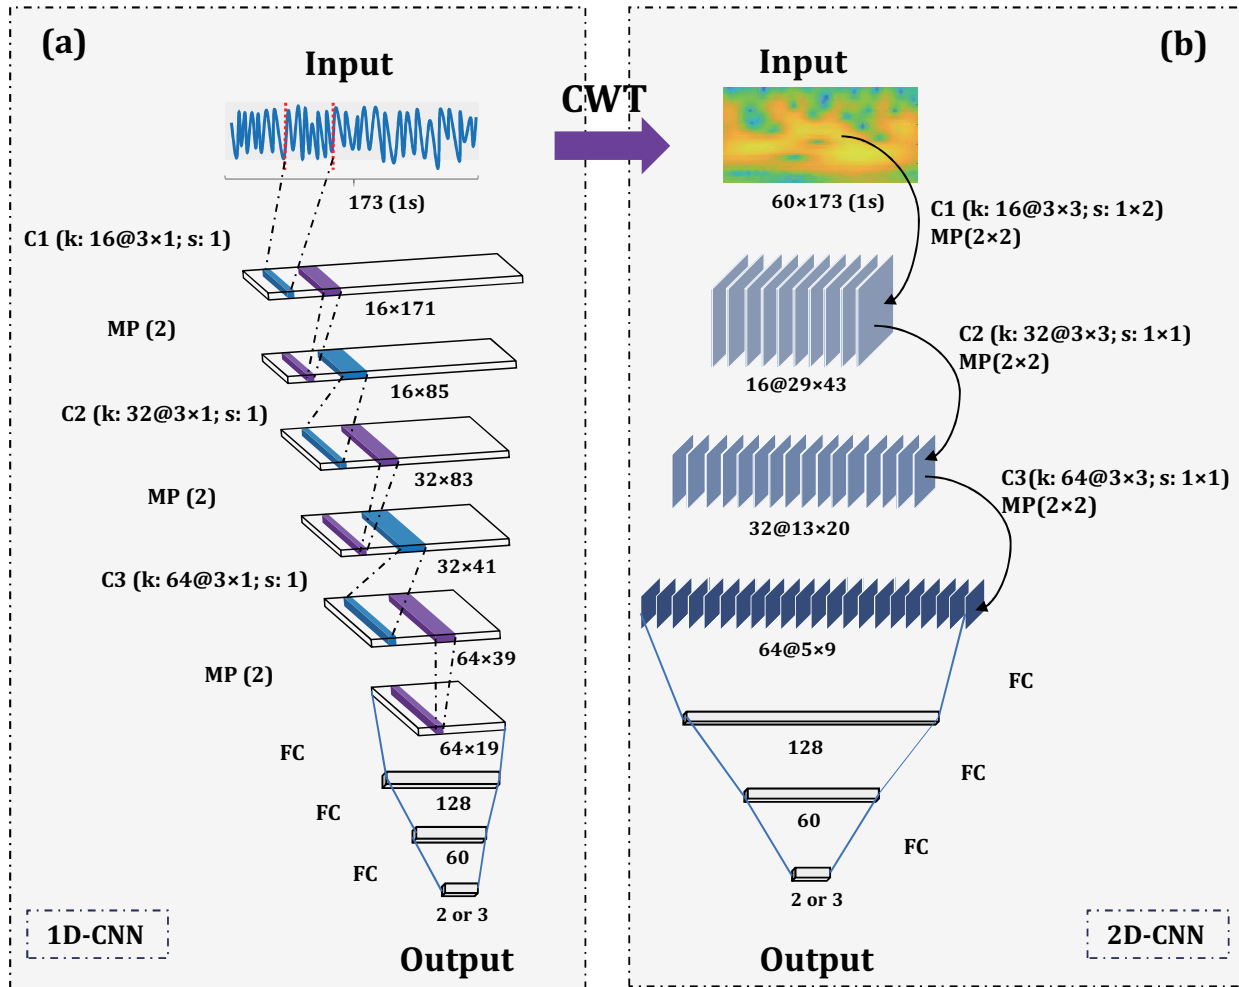 (a)
Input
173 (1s)
C1 (k: 16@3×1; s: 1)
16×171
MP (2)
16×85
C2 (k: 32@3×1; s: 1)
32×83
MP (2)
32×41
C3 (k: 64@3×1; s: 1)
64×39
MP (2)
64×19
FC
128
FC
60
FC
2 or 3
1D-CNN
Output
CWT
(b)
Input
60×173 (1s)
C1 (k: 16@3×3; s: 1×2)
MP(2×2)
16@29×43
C2 (k: 32@3×3; s: 1×1)
MP(2×2)
32@13×20
C3(k: 64@3×3; s: 1×1)
MP(2×2)
64@5×9
FC
128
FC
60
FC
2 or 3
2D-CNN
Output